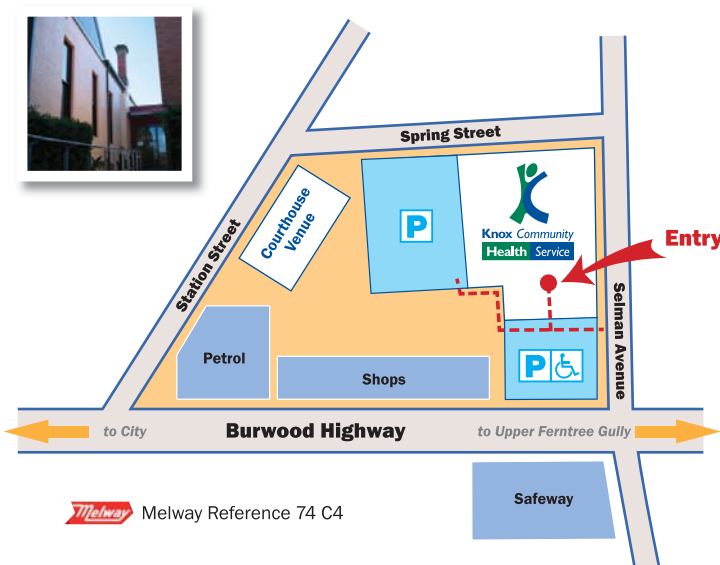 Spring Street
Courthouse
Venue
P
Knox Community
Health Service
Entry
Station Street
Selman Avenue
Petrol
Shops
P
to City
Burwood Highway
to Upper Ferntree Gully
Safeway
Melway Melway Reference 74 C4